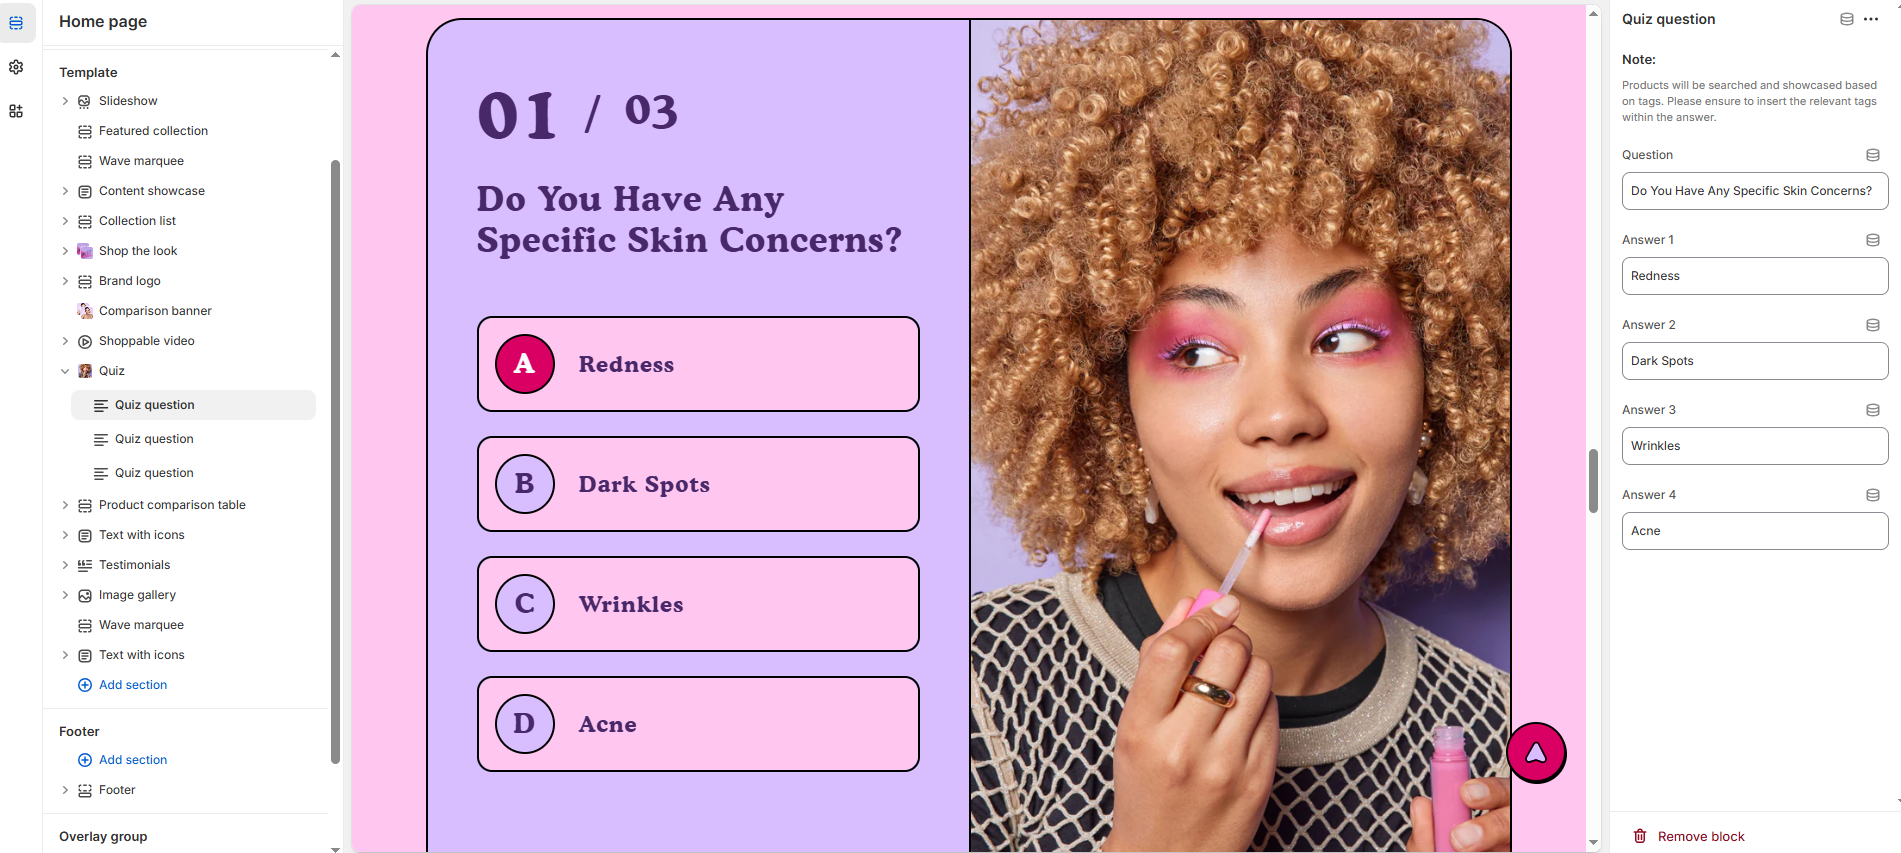 Home page
Template
Slideshow
Featured collection
Wave marquee
Content showcase
Collection list
Shop the look
Brand logo
Comparison banner
Shoppable video
Quiz
Quiz question
Quiz question
Quiz question
Product comparison table
Text with icons
Testimonials
Image gallery
Wave marquee
Text with icons
Add section
Footer
Add section
Footer
Overlay group
01 / 03
Do You Have Any
Specific Skin Concerns?
A Redness
B Dark Spots
C Wrinkles
D Acne
Quiz question
Note:
Products will be searched and showcased based
on tags. Please ensure to insert the relevant tags
within the answer.
Question
Do You Have Any Specific Skin Concerns?
Answer 1
Redness
Answer 2
Dark Spots
Answer 3
Wrinkles
Answer 4
Acne
Remove block